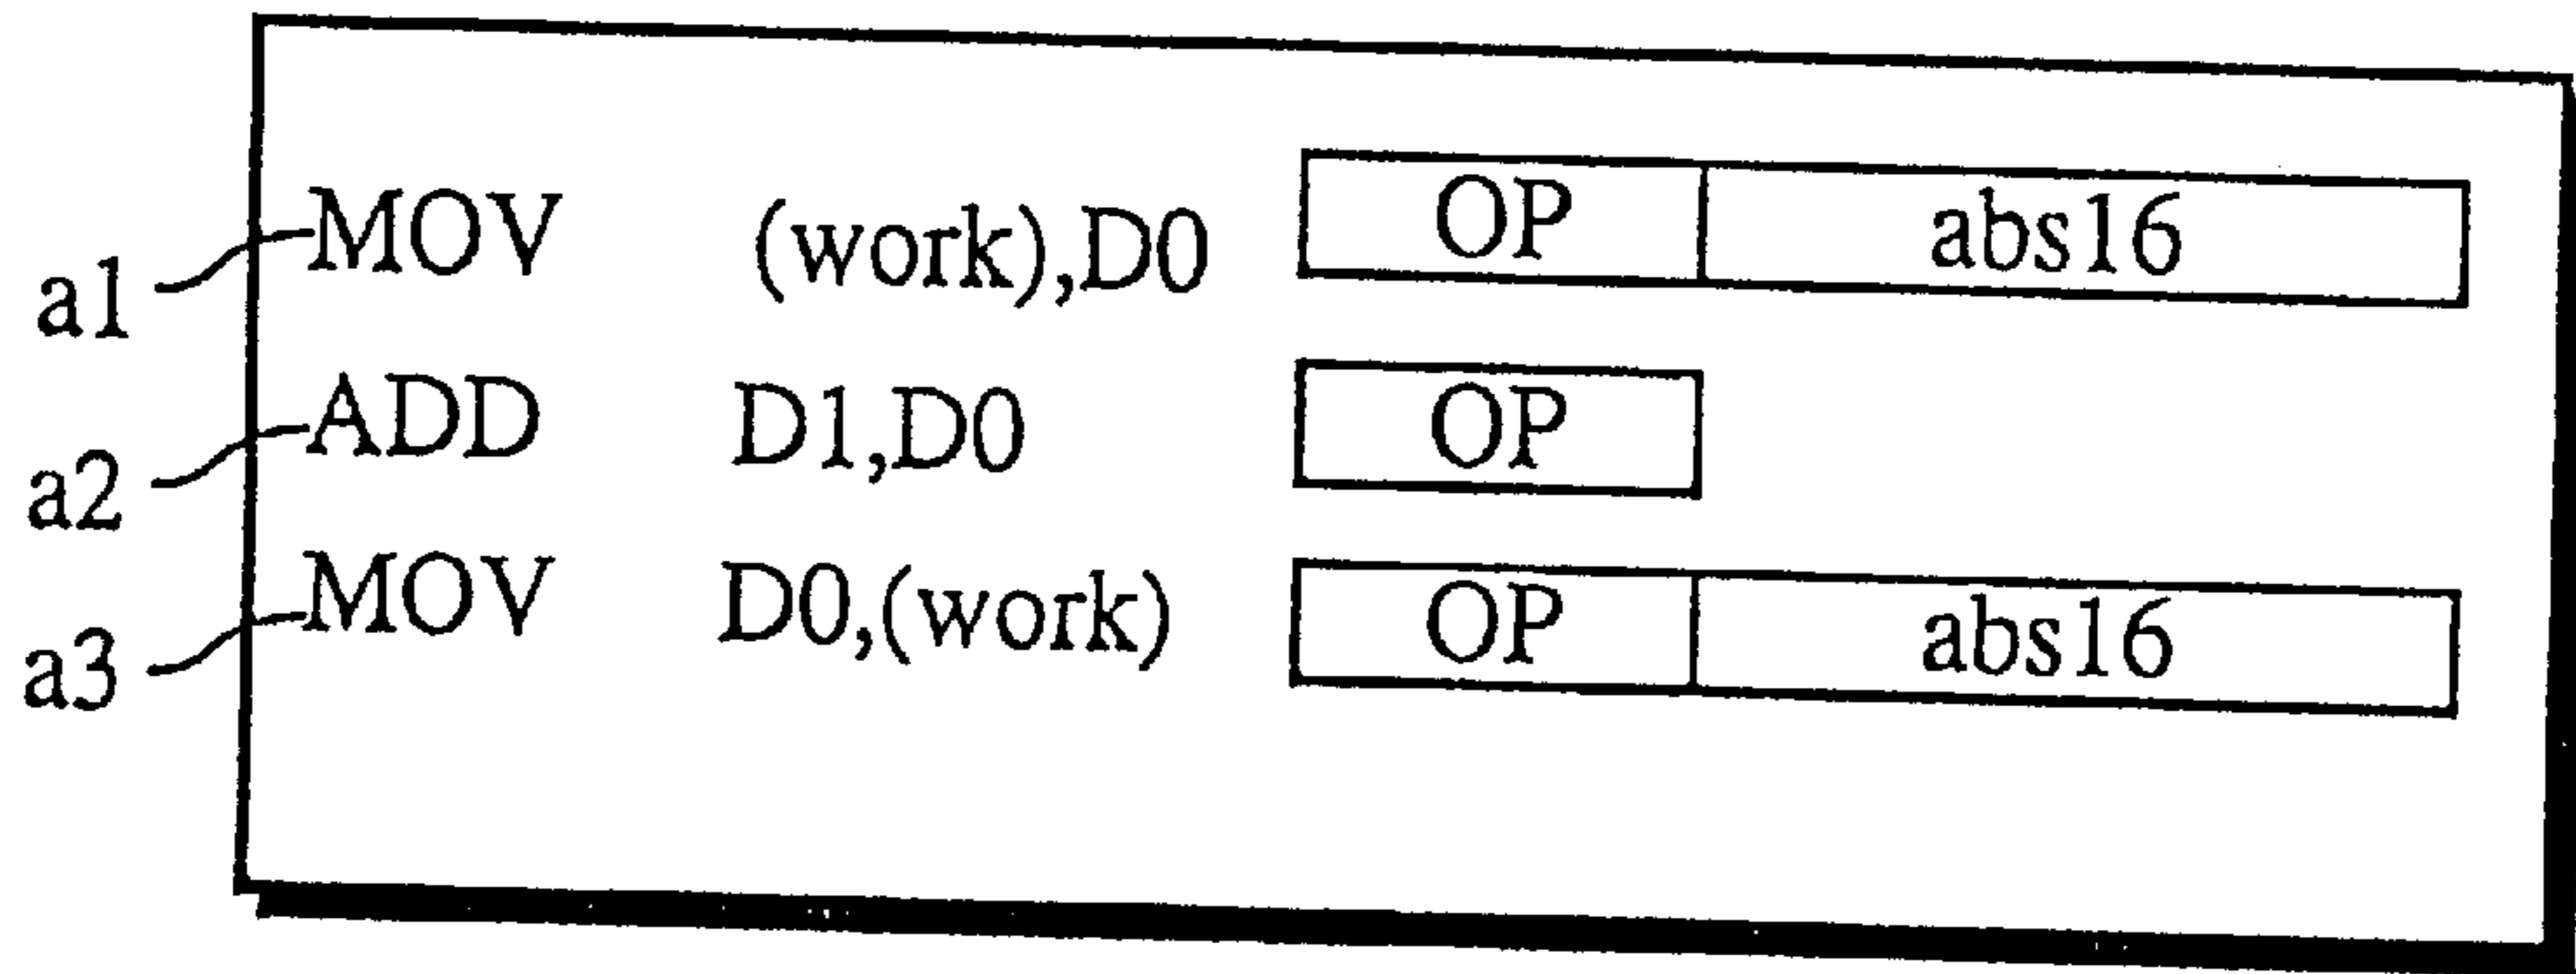 a1 MOV (work),D0 OP abs16
a2 ADD D1,D0 OP
a3 MOV D0,(work) OP abs16